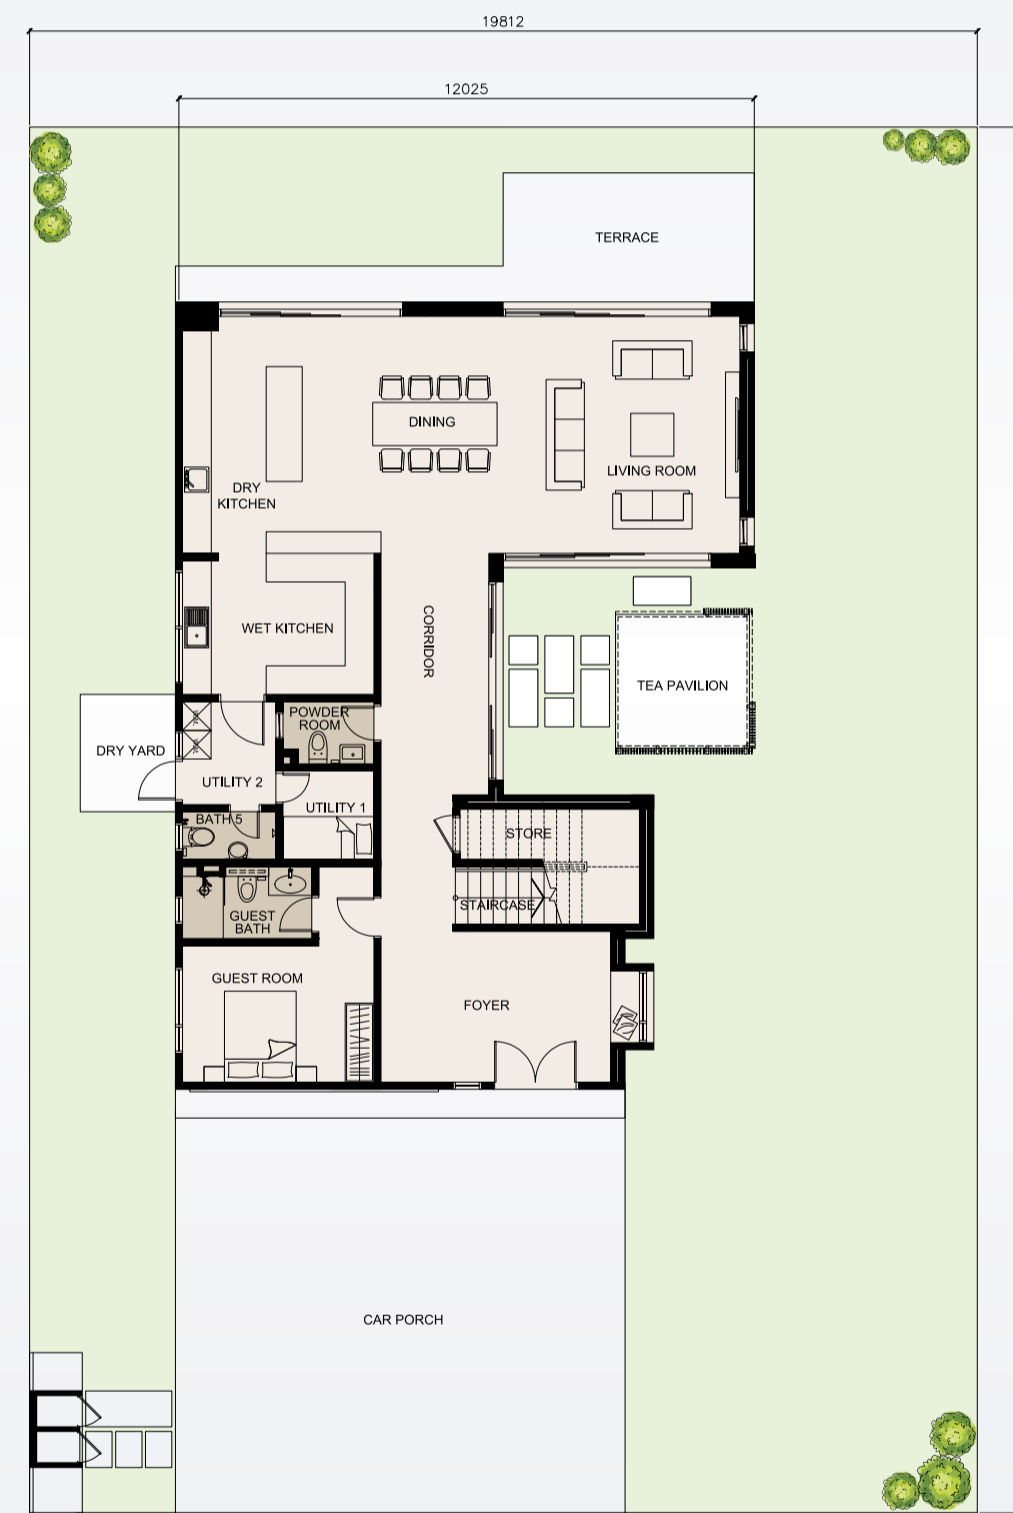 19812
12025
TERRACE
DINING
LIVING ROOM
DRY
KITCHEN
WET KITCHEN
CORRIDOR
TEA PAVILION
POWDER
ROOM
DRY YARD
UTILITY 2
UTILITY 1
BATH 5
STORE
STAIRCASE
GUEST
BATH
GUEST ROOM
FOYER
CAR PORCH